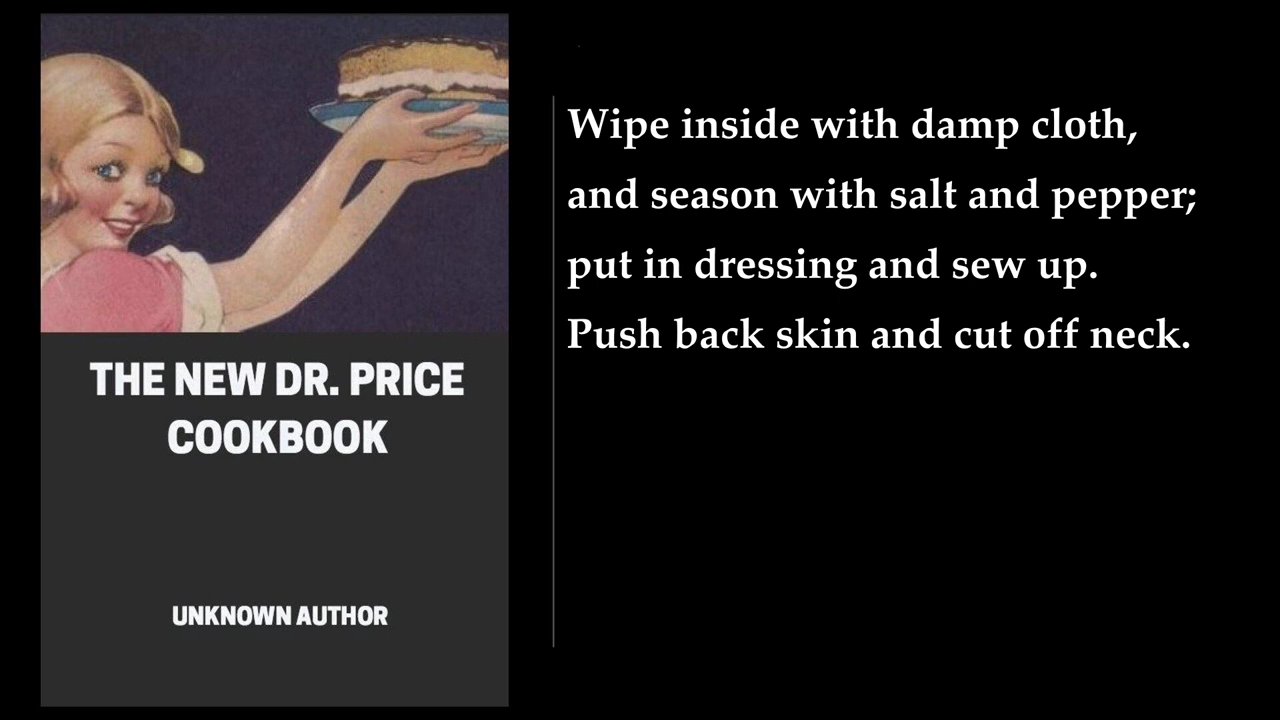 THE NEW DR. PRICE
COOKBOOK
UNKNOWN AUTHOR
Wipe inside with damp cloth,
and season with salt and pepper;
put in dressing and sew up.
Push back skin and cut off neck.